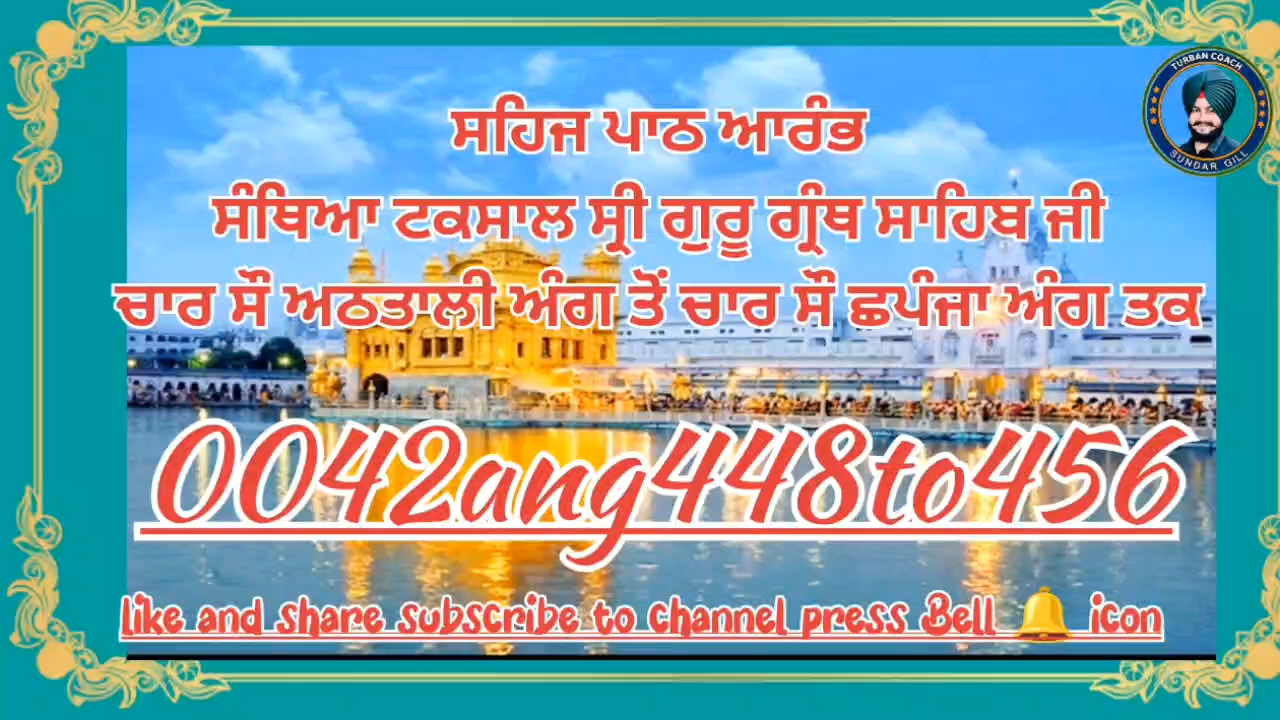 TURBAN COACH
SUNDAR GILL
ਸਹਿਜ ਪਾਠ ਆਰੰਭ
ਸੰਥਿਆ ਟਕਸਾਲ ਸ੍ਰੀ ਗੁਰੂ ਗ੍ਰੰਥ ਸਾਹਿਬ ਜੀ
ਚਾਰ ਸੌ ਅਠਤਾਲੀ ਅੰਗ ਤੋਂ ਚਾਰ ਸੌ ਛਪੰਜਾ ਅੰਗ ਤਕ
0042ang448to456
like and share subscribe to channel press Bell 🔔 icon